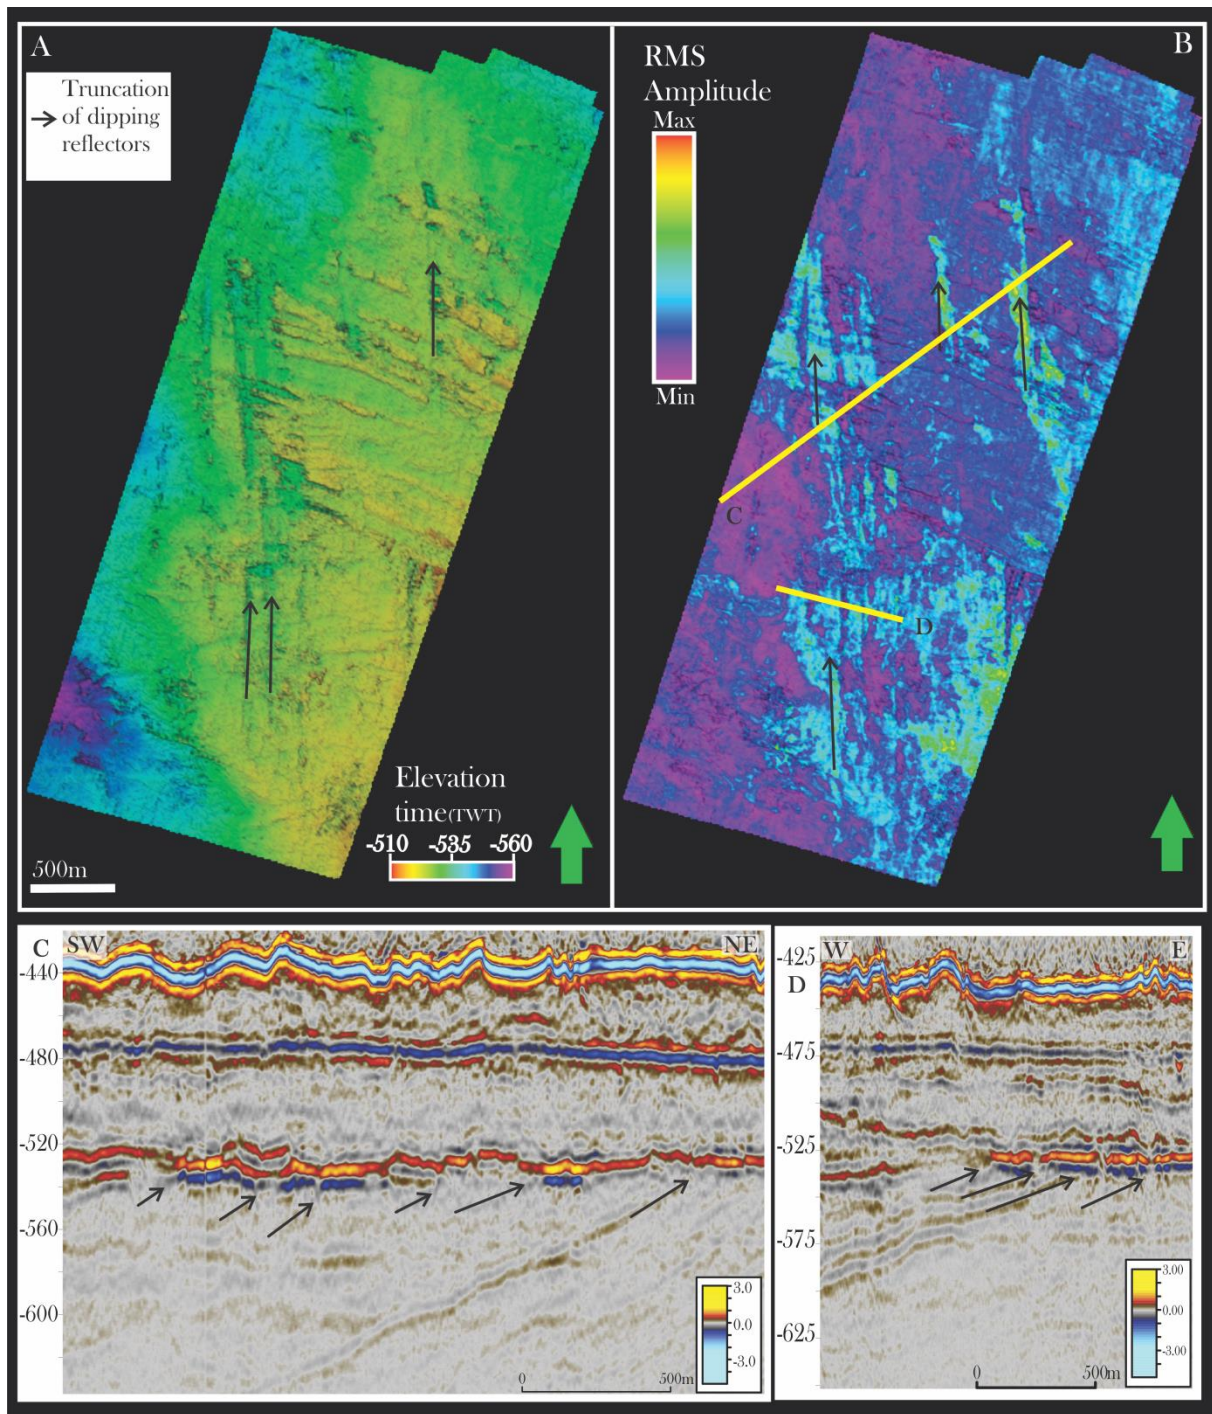 A
Truncation
of dipping
reflectors
Elevation
time(TWT)
-510 -535 -560
500m
B
RMS
Amplitude
Max
Min
C
D
C SW NE
-440
-480
-520
-560
-600
3.0
0.0
-3.0
0 500m
W E
D
-425
-475
-525
-575
-625
3.00
0.00
-3.00
0 500m